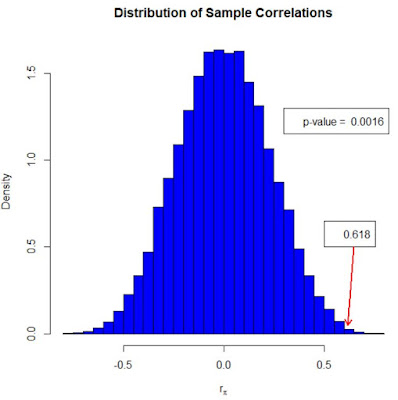 Distribution of Sample Correlations
1.5
1.0
0.5
0.0
Density
p-value = 0.0016
0.618
-0.5 0.0 0.5
rπ